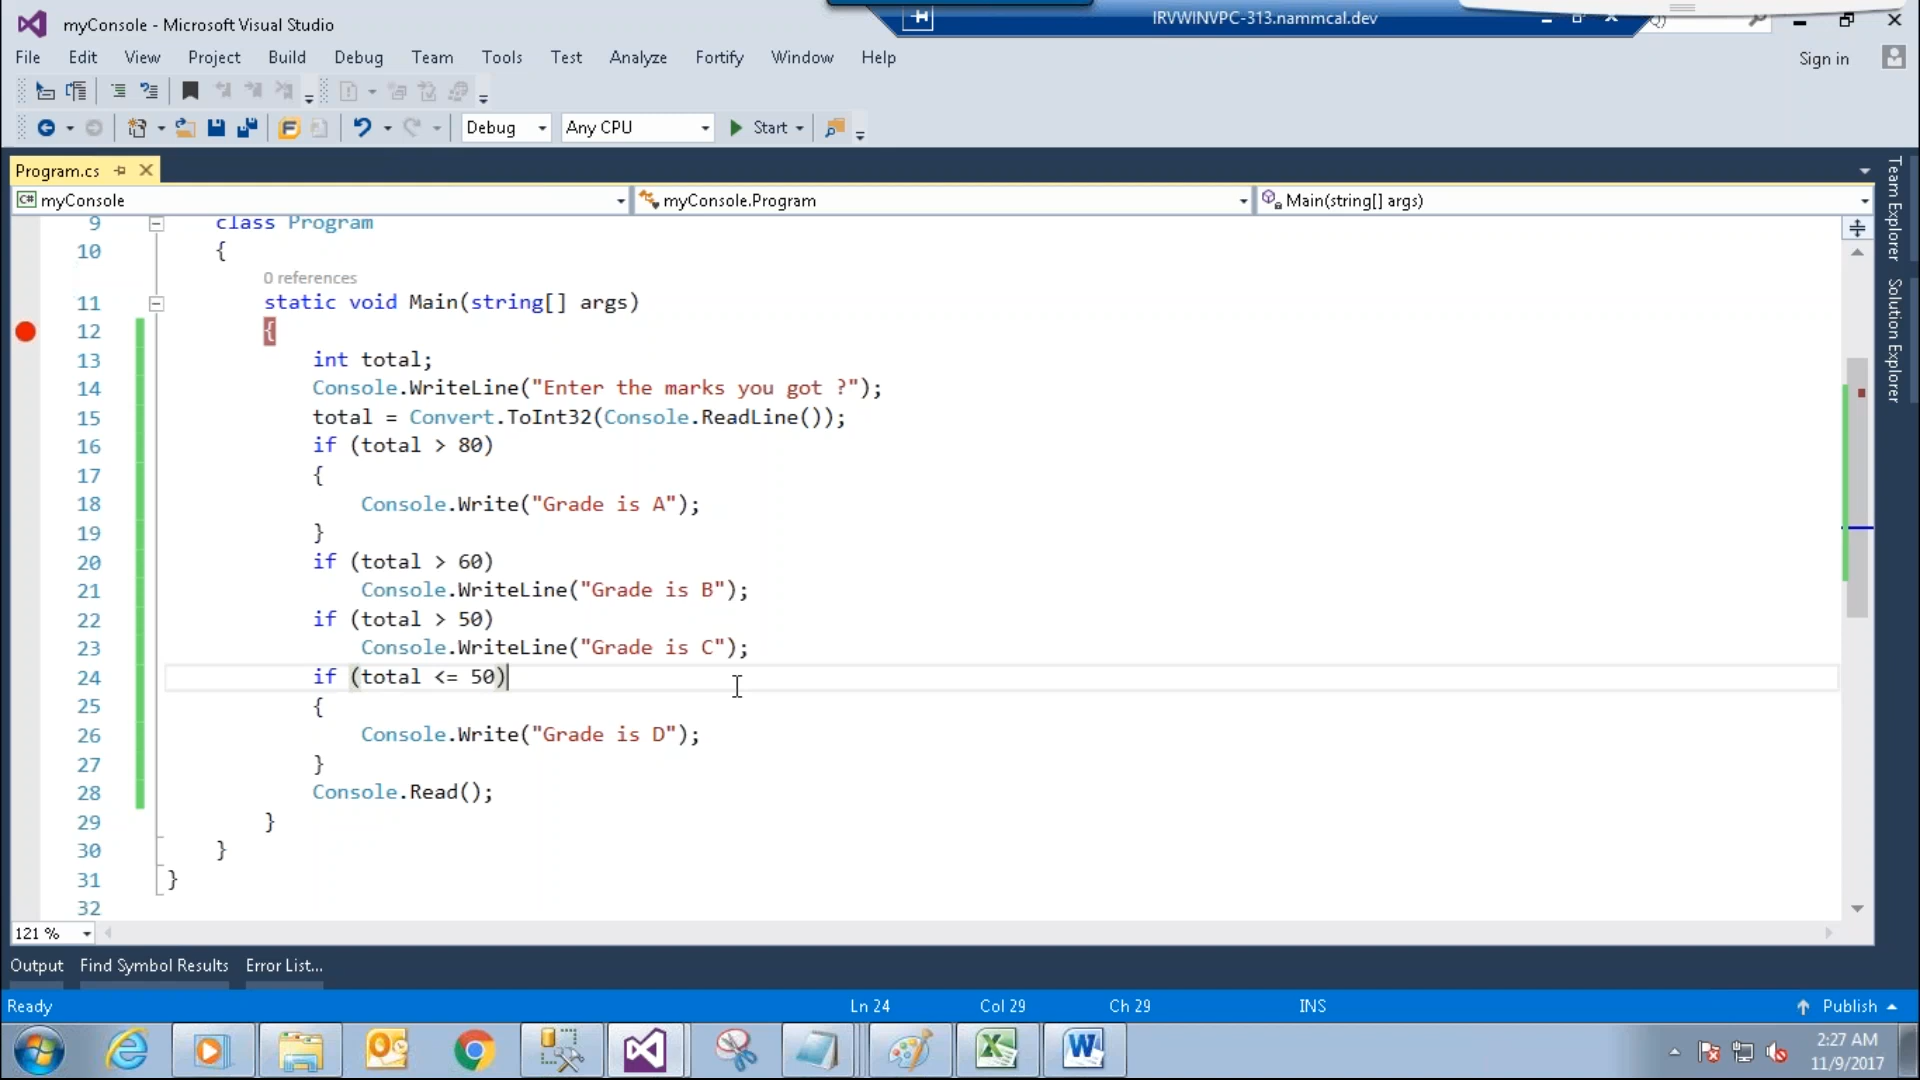 myConsole - Microsoft Visual Studio
IRVWINVPC-313.nammcal.dev
File Edit View Project Build Debug Team Tools Test Analyze Fortify Window Help
Sign in
Debug Any CPU Start
Program.cs
C# myConsole myConsole.Program Main(string[] args)
9 class Program
10 {
0 references
11 static void Main(string[] args)
12 {
13 int total;
14 Console.WriteLine("Enter the marks you got ?");
15 total = Convert.ToInt32(Console.ReadLine());
16 if (total > 80)
17 {
18 Console.Write("Grade is A");
19 }
20 if (total > 60)
21 Console.WriteLine("Grade is B");
22 if (total > 50)
23 Console.WriteLine("Grade is C");
24 if (total <= 50)
25 {
26 Console.Write("Grade is D");
27 }
28 Console.Read();
29 }
30 }
31 }
32
Team Explorer
Solution Explorer
121 %
Output Find Symbol Results Error List...
Ready Ln 24 Col 29 Ch 29 INS Publish
2:27 AM
11/9/2017